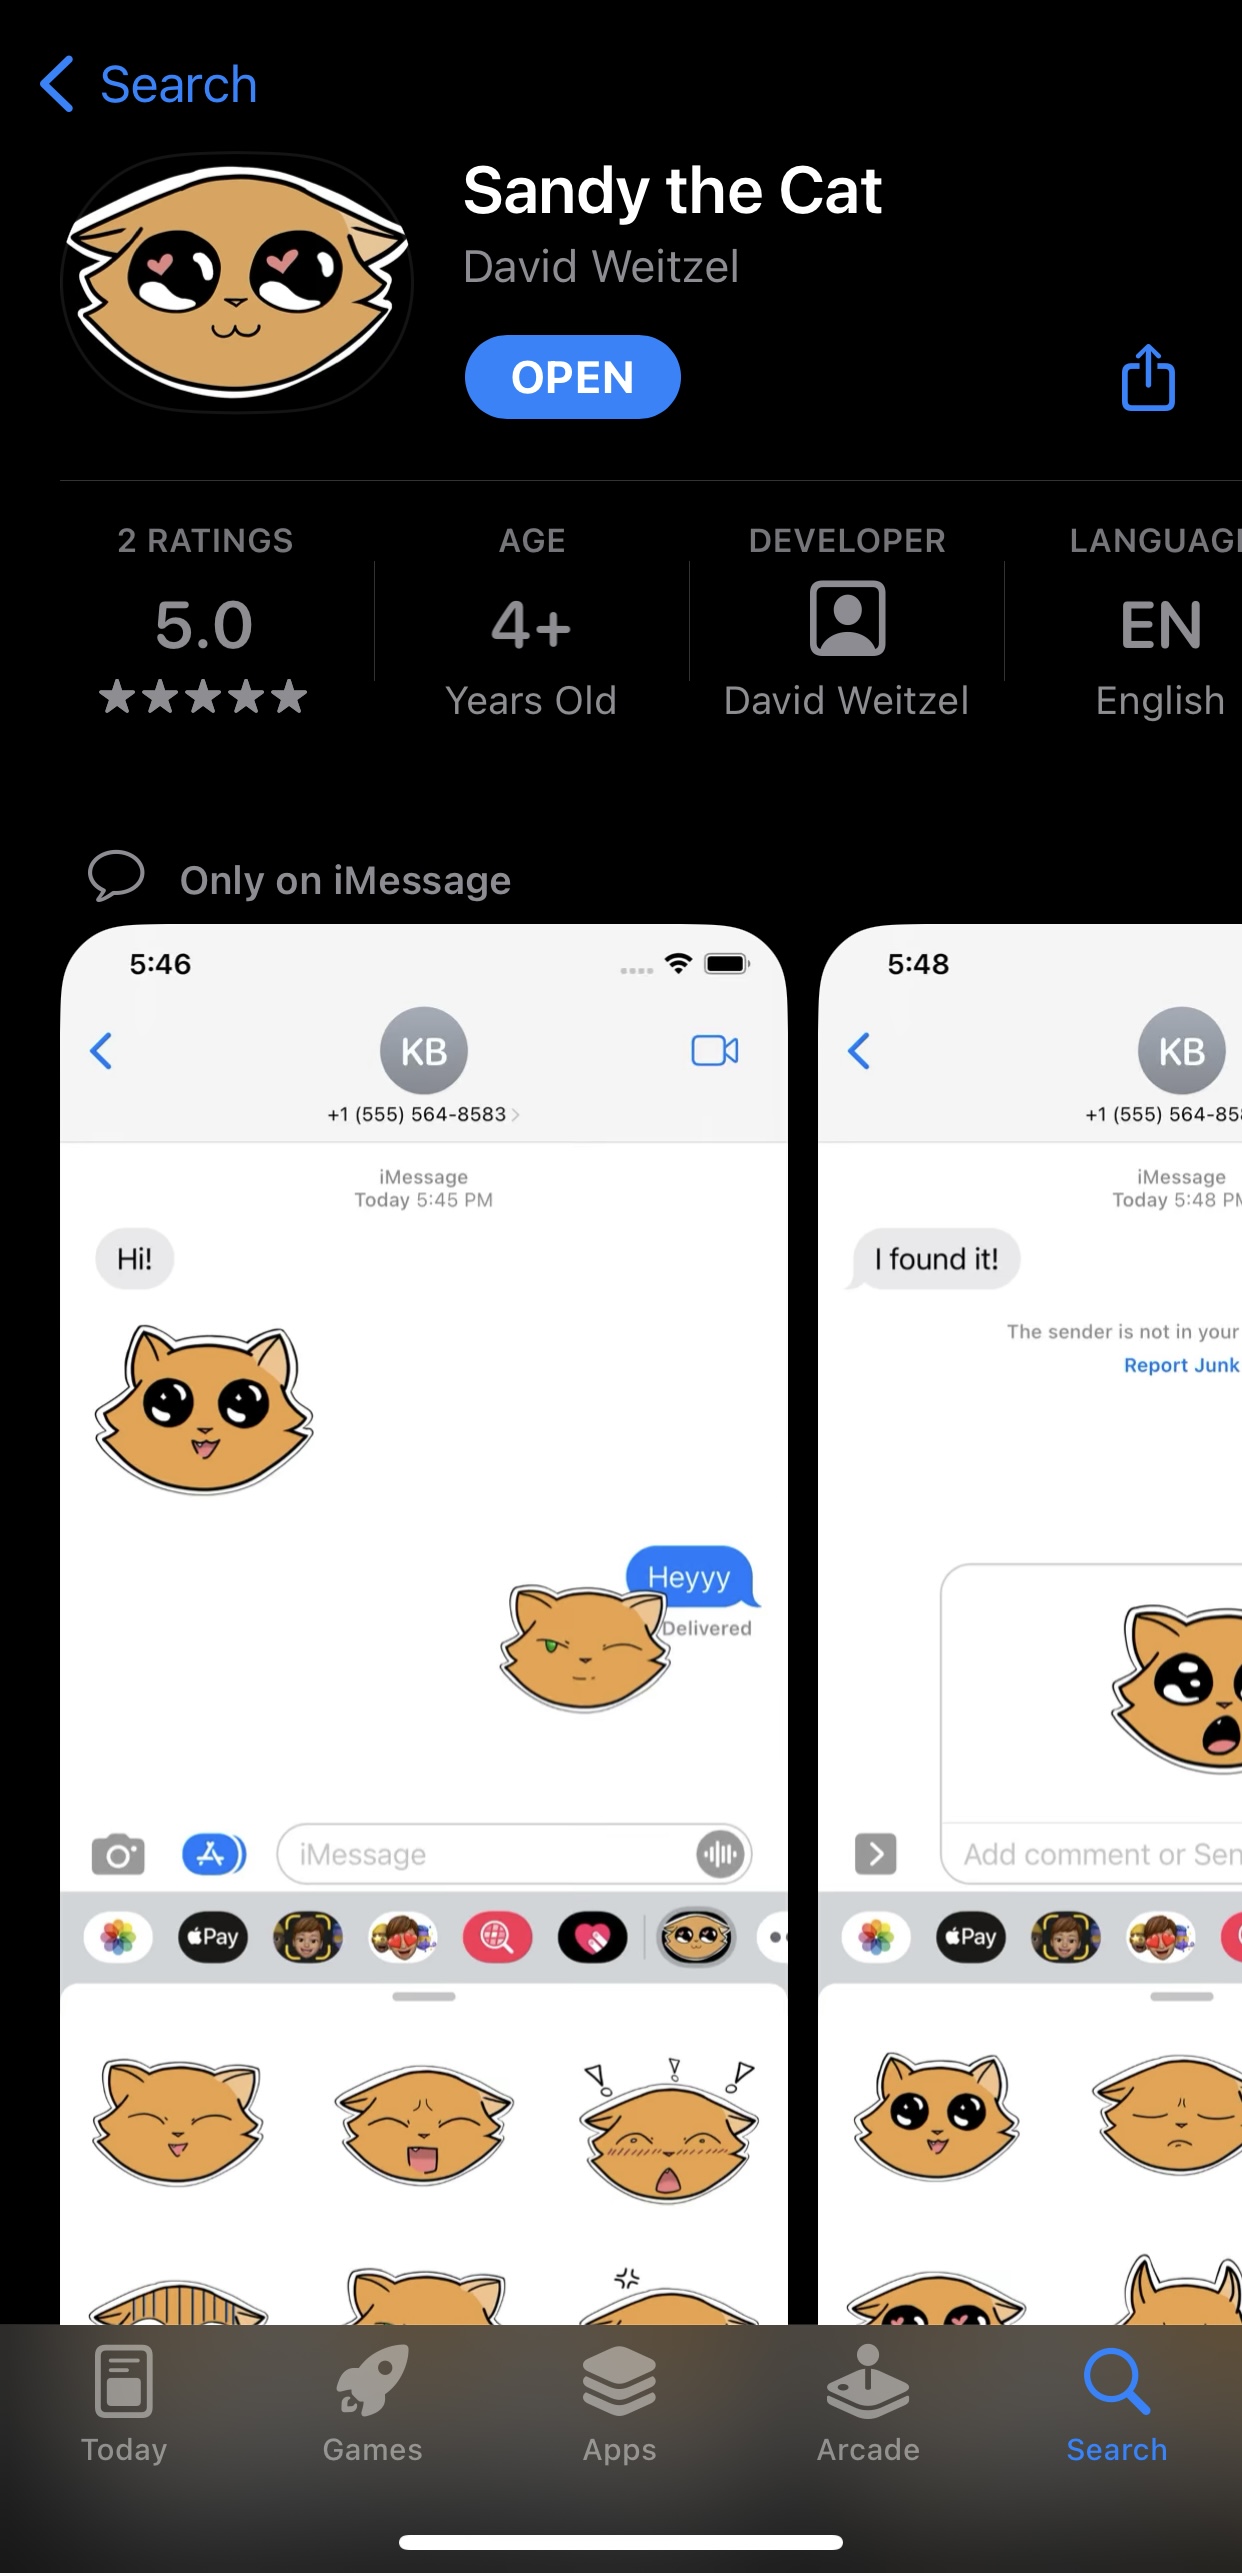 Search
Sandy the Cat
David Weitzel
OPEN
2 RATINGS
5.0
AGE
4+
Years Old
DEVELOPER
David Weitzel
LANGUAG
EN
English
Only on iMessage
5:46
KB
+1 (555) 564-8583
iMessage
Today 5:45 PM
Hi!
Heyyy
Delivered
iMessage
Pay
5:48
KB
+1 (555) 564-858
iMessage
Today 5:48 PM
I found it!
The sender is not in your
Report Junk
Add comment or Sen
Pay
Today
Games
Apps
Arcade
Search